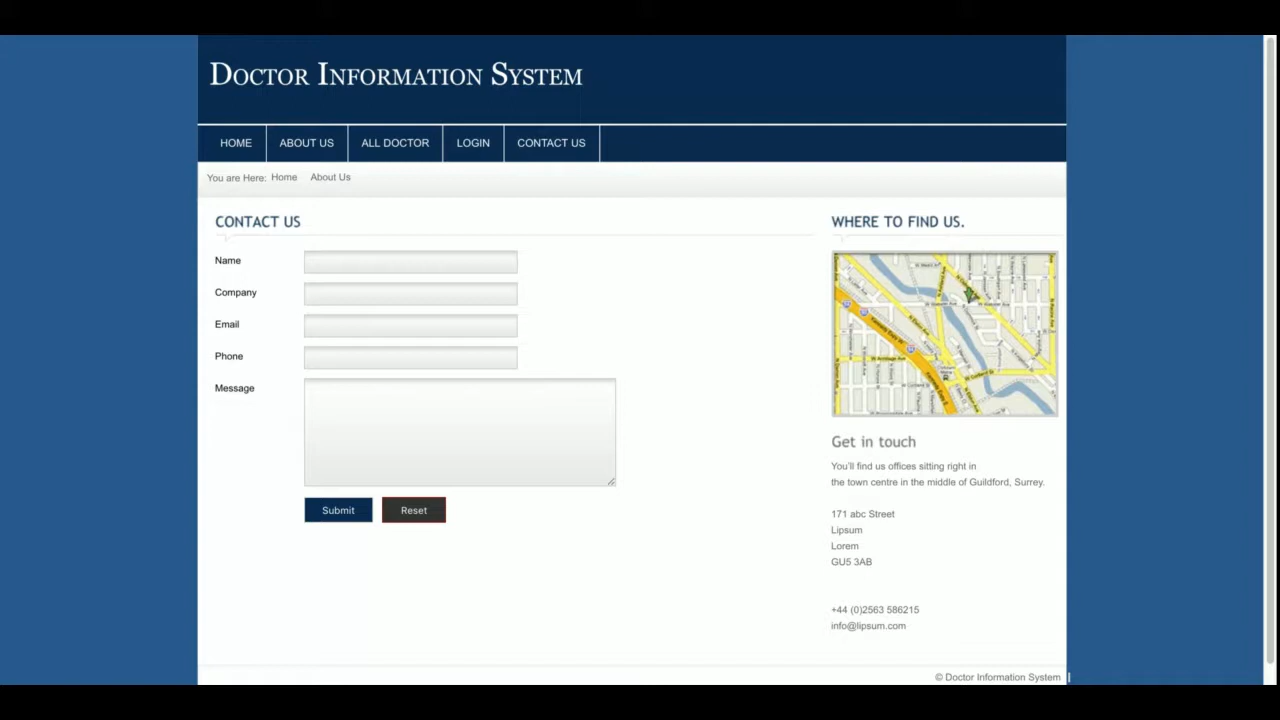 Doctor Information System
HOME ABOUT US ALL DOCTOR LOGIN CONTACT US
You are Here: Home About Us
CONTACT US
Name
Company
Email
Phone
Message
Submit Reset
WHERE TO FIND US.
Get in touch
You'll find us offices sitting right in
the town centre in the middle of Guildford, Surrey.
171 abc Street
Lipsum
Lorem
GU5 3AB
+44 (0)2563 586215
info@lipsum.com
© Doctor Information System